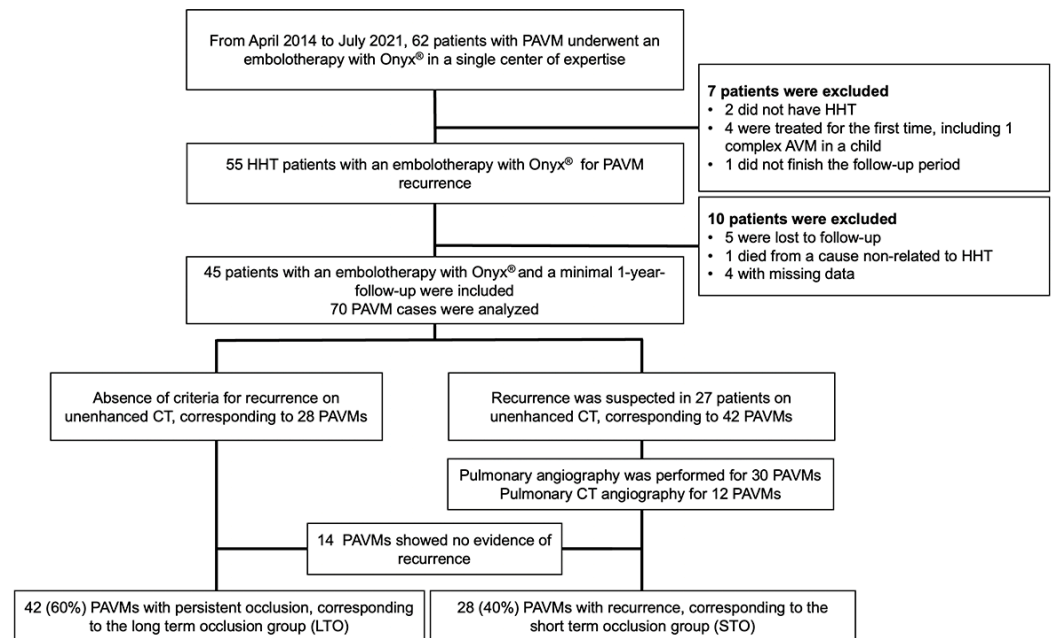 From April 2014 to July 2021, 62 patients with PAVM underwent an
embolotherapy with Onyx® in a single center of expertise
7 patients were excluded
• 2 did not have HHT
• 4 were treated for the first time, including 1
complex AVM in a child
• 1 did not finish the follow-up period
55 HHT patients with an embolotherapy with Onyx® for PAVM
recurrence
10 patients were excluded
• 5 were lost to follow-up
• 1 died from a cause non-related to HHT
• 4 with missing data
45 patients with an embolotherapy with Onyx® and a minimal 1-year-
follow-up were included
70 PAVM cases were analyzed
Absence of criteria for recurrence on
unenhanced CT, corresponding to 28 PAVMs
Recurrence was suspected in 27 patients on
unenhanced CT, corresponding to 42 PAVMs
Pulmonary angiography was performed for 30 PAVMs
Pulmonary CT angiography for 12 PAVMs
14 PAVMs showed no evidence of
recurrence
42 (60%) PAVMs with persistent occlusion, corresponding
to the long term occlusion group (LTO)
28 (40%) PAVMs with recurrence, corresponding to the
short term occlusion group (STO)